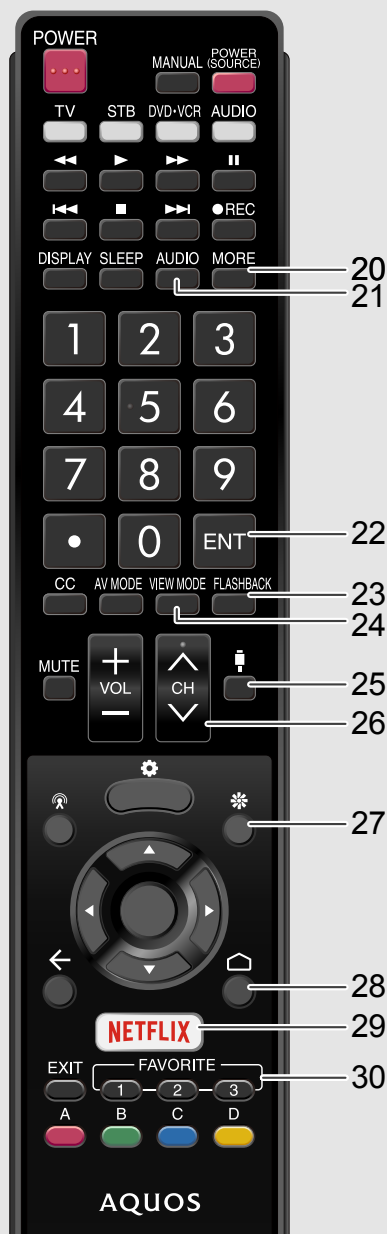 POWER
MANUAL POWER (SOURCE)
TV STB DVD•VCR AUDIO
●REC
DISPLAY SLEEP AUDIO MORE
20
21
1 2 3
4 5 6
7 8 9
• 0 ENT
22
CC AV MODE VIEW MODE FLASHBACK
23
24
MUTE + VOL – CH
25
26
27
28
NETFLIX
29
EXIT FAVORITE
30
1 2 3
A B C D
AQUOS